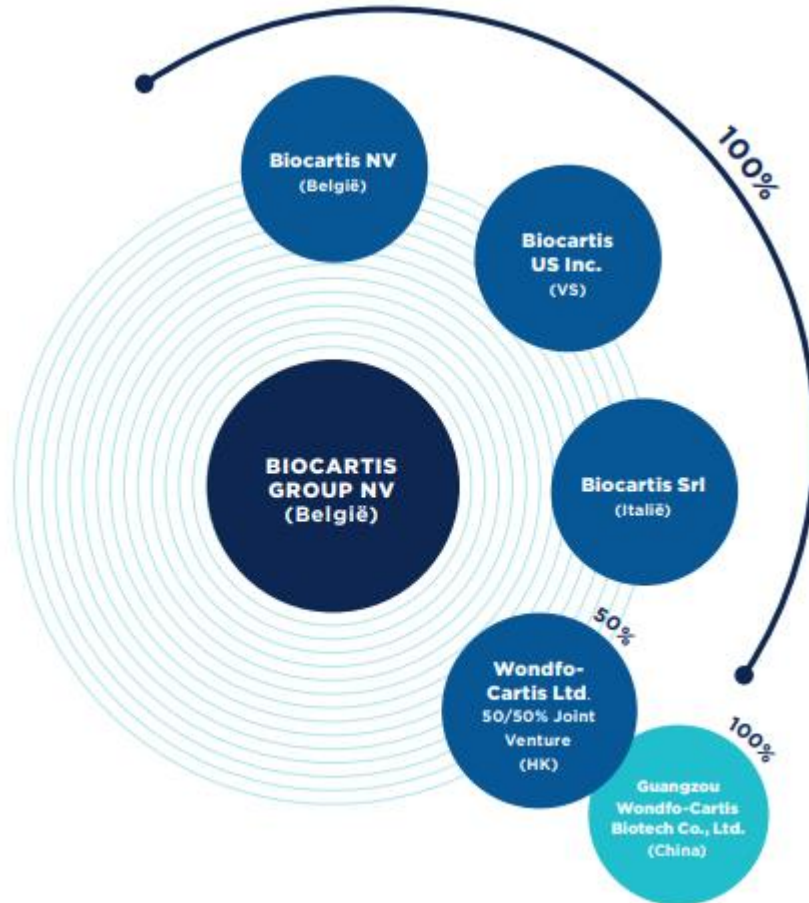 Biocartis NV
(België)
100%
Biocartis
US Inc.
(VS)
BIOCARTIS
GROUP NV
(België)
Biocartis Srl
(Italië)
50%
Wondfo-
Cartis Ltd.
50/50% Joint
Venture
(HK)
100%
Guangzou
Wondfo-Cartis
Biotech Co., Ltd.
(China)